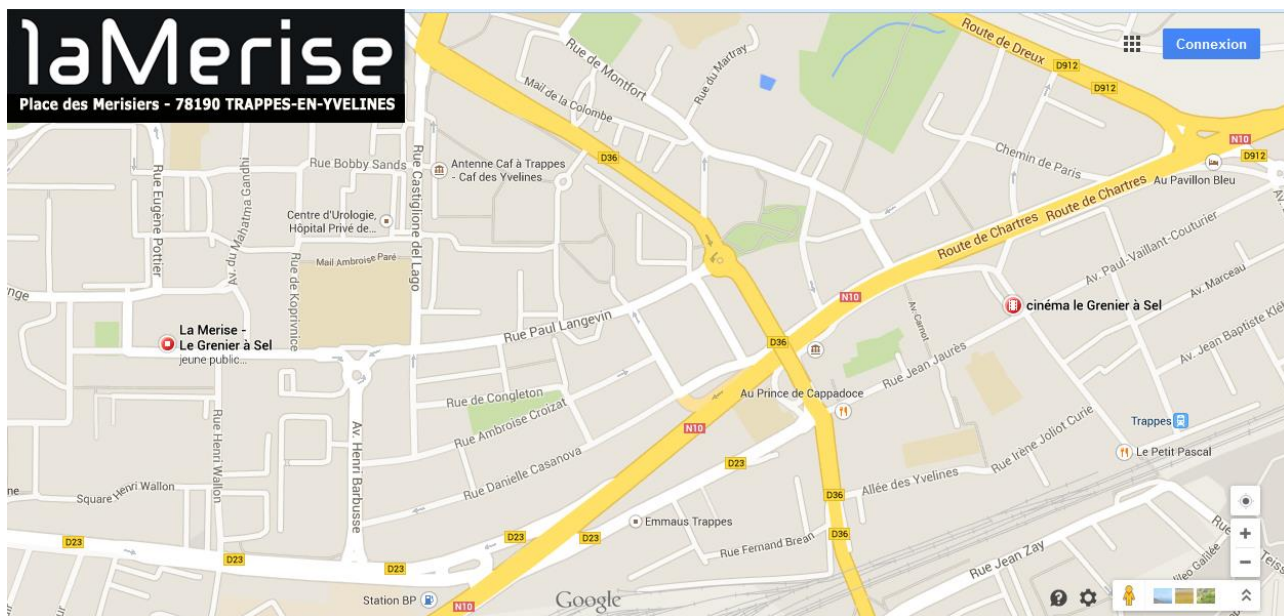 laMerise
Place des Merisiers - 78190 TRAPPES-EN-YVELINES
Connexion
Route de Dreux
D912
D912
N10
D912
Rue de Montfort
Rue du Martray
Mail de la Colombe
D36
Rue Bobby Sands
Antenne Caf à Trappes
- Caf des Yvelines
Chemin de Paris
Au Pavillon Bleu
Av.
Rue Eugène Pottier
Av. du Mahatma Gandhi
Rue Castiglione del Lago
Centre d'Urologie,
Hôpital Privé de...
Mail Ambroise Paré
Rue de Koprivnice
Route de Chartres
Route de Chartres
Av. Paul-Vaillant-Couturier
Av. Marceau
Av. Jean Baptiste Klé
N10
N10
Av. Carnot
cinéma le Grenier à Sel
nge
La Merise -
Le Grenier à Sel
jeune public...
Rue Paul Langevin
D36
Rue Jean Jaurès
Au Prince de Cappadoce
Rue de Congleton
Rue Ambroise Croizat
Rue Danielle Casanova
N10
D23
Trappes
Le Petit Pascal
Rue Irène Joliot Curie
Allée des Yvelines
Rue Henri Wallon
Av. Henri Barbusse
ne
Square Henri Wallon
D36
D36
Emmaus Trappes
Rue Fernand Brean
Rue Jean Zay
Rue
Galilée
Teiss
D23
D23
D23
D23
Station BP
N10
Google